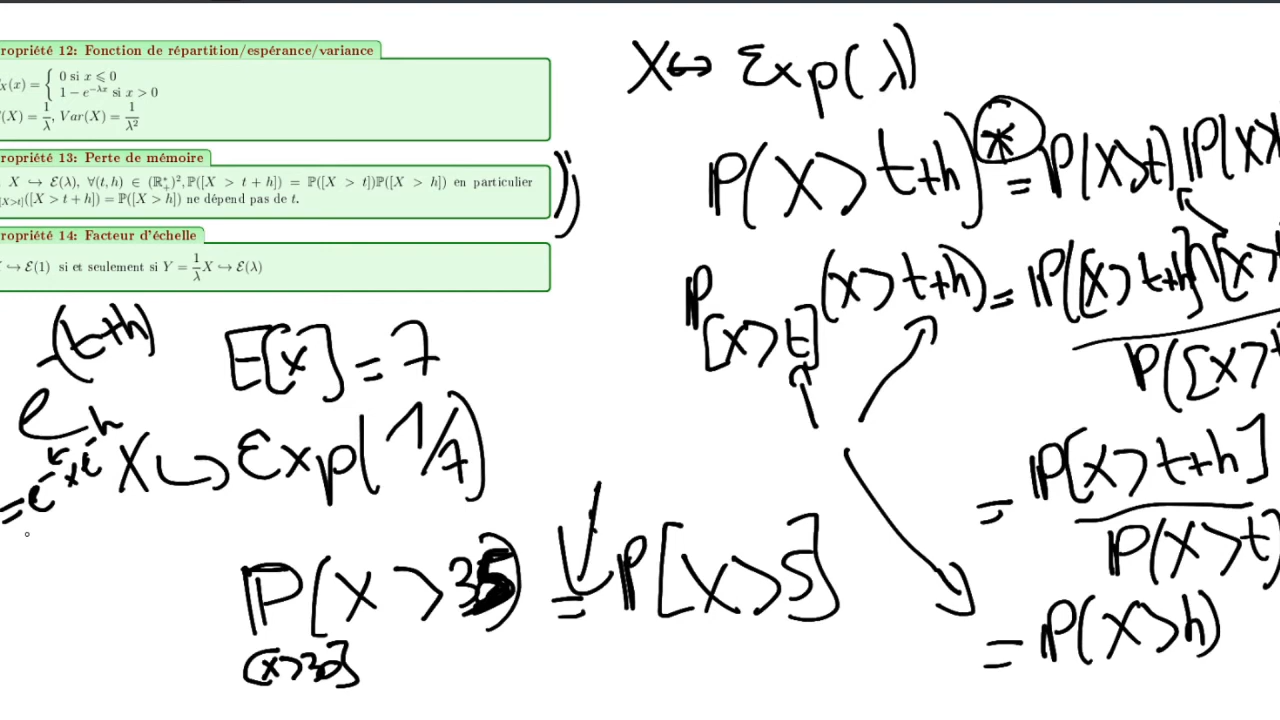 ropriété 12: Fonction de répartition/espérance/variance
X(x) = { 0 si x ⩽ 0
1 − e^{−λx} si x > 0
(X) = 1/λ, Var(X) = 1/λ²
ropriété 13: Perte de mémoire
X ↪ ℰ(λ), ∀(t, h) ∈ (ℝ₊*)², ℙ([X > t + h]) = ℙ([X > t])ℙ([X > h]) en particulier
[X>t]([X > t + h]) = ℙ([X > h]) ne dépend pas de t.
ropriété 14: Facteur d'échelle
↪ ℰ(1) si et seulement si Y = 1/λ X ↪ ℰ(λ)
X ↪ Exp(λ)
ℙ(X > t+h) * = ℙ(X>t) ℙ(X>
ℙ[X>t] (X > t+h) = ℙ([X > t+h] ∩ [X>
ℙ([X>t
= ℙ[X > t+h]
ℙ(X > t)
= ℙ(X > h)
-(t+h)
e
E[X] = 7
X ↪ Exp(1/7)
ℙ(X > 35) = ℙ[X > 5]
[X>30]